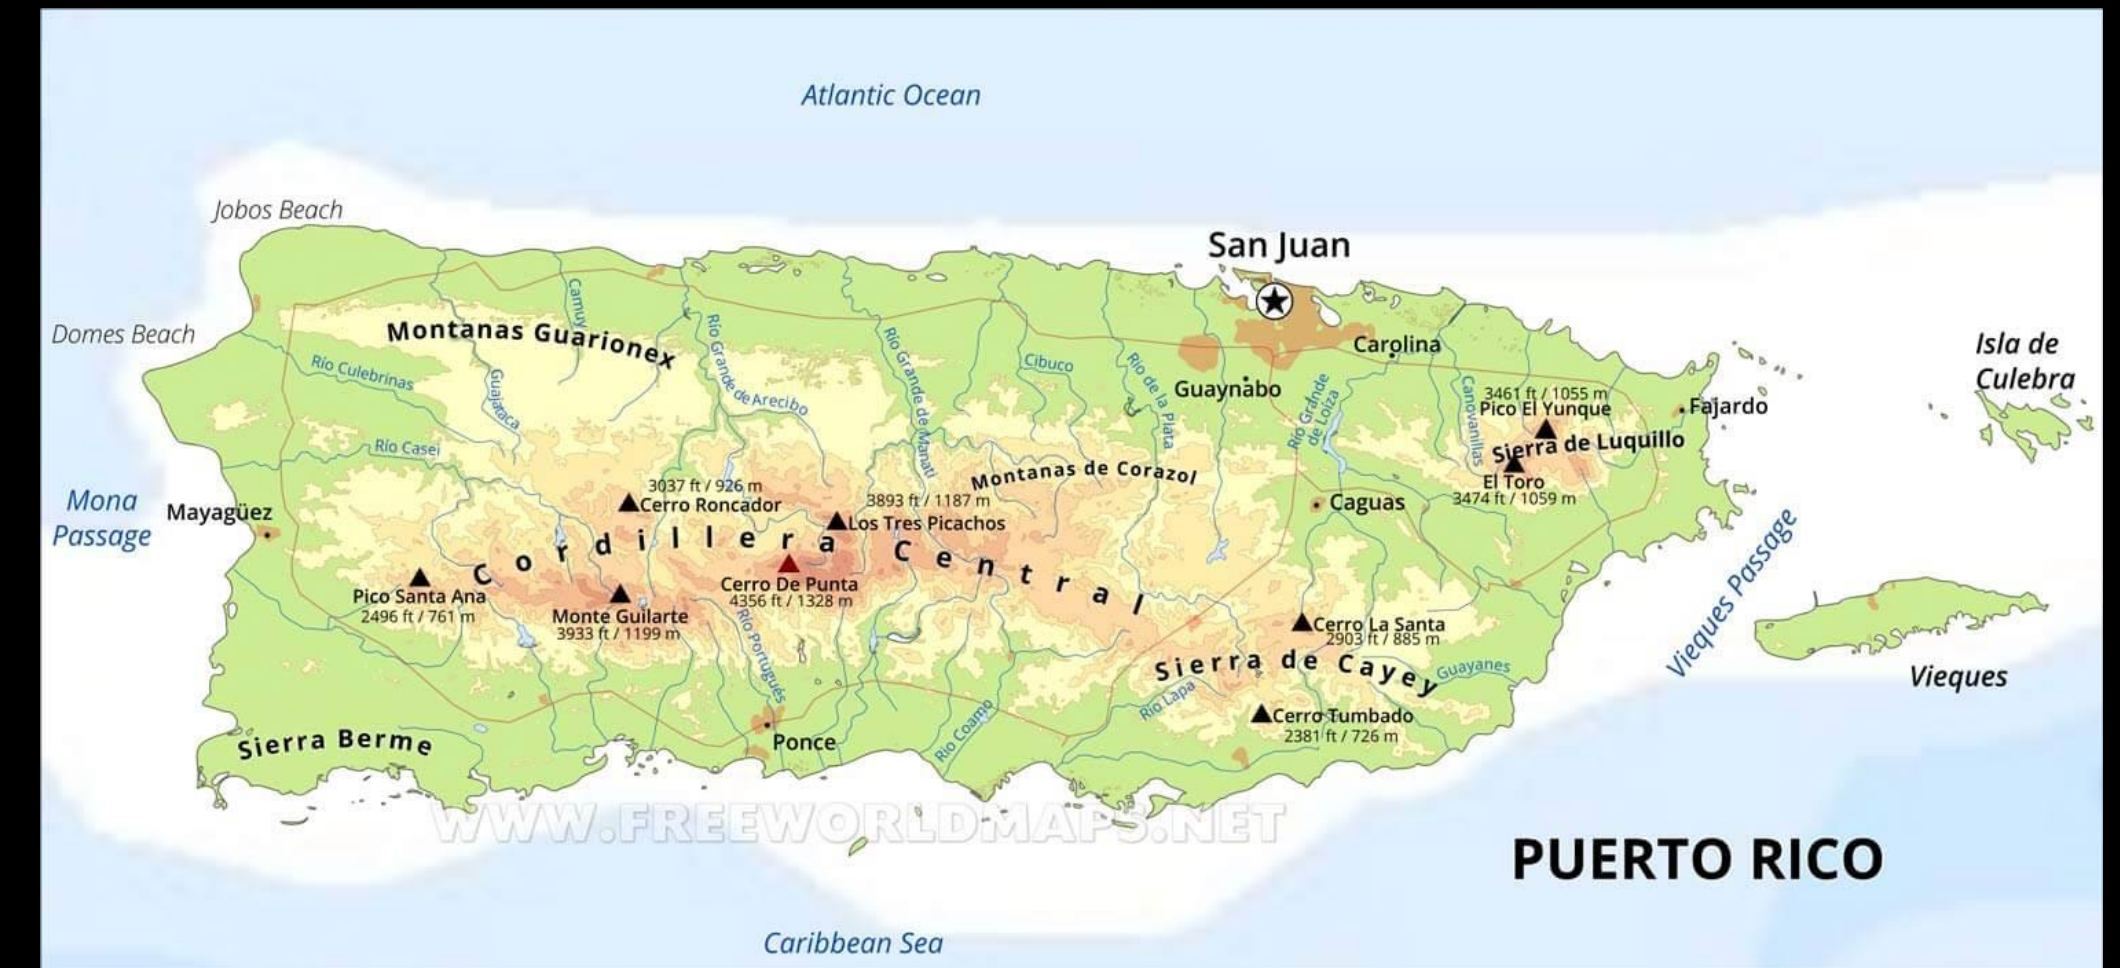 Atlantic Ocean
Jobos Beach
San Juan
Domes Beach
Montanas Guarionex
Camuy
Río Grande de Arecibo
Río Grande de Manatí
Cibuco
Río de la Plata
Carolina
Guaynabo
Río Grande
de Loíza
Canovanillas
3461 ft / 1055 m
Pico El Yunque
Sierra de Luquillo
El Toro
3474 ft / 1059 m
Fajardo
Isla de
Culebra
Río Culebrinas
Guajataca
Río Casei
Mona
Passage
Mayagüez
3037 ft / 926 m
Cerro Roncador
3893 ft / 1187 m
Los Tres Picachos
Montanas de Corazol
Caguas
Cordillera Central
Pico Santa Ana
2496 ft / 761 m
Monte Guilarte
3933 ft / 1199 m
Cerro De Punta
4356 ft / 1328 m
Río Portugués
Cerro La Santa
2903 ft / 885 m
Sierra de Cayey
Guayanes
Río Lapa
Cerro Tumbado
2381 ft / 726 m
Vieques Passage
Vieques
Sierra Berme
Ponce
Río Coamo
WWW.FREEWORLDMAPS.NET
PUERTO RICO
Caribbean Sea